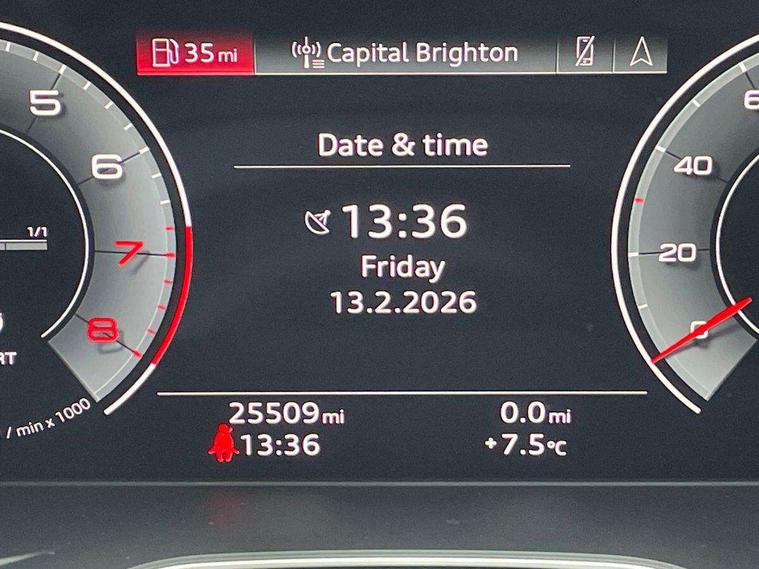 35 mi
Capital Brighton
Date & time
13:36
Friday
13.2.2026
5
6
7
8
1/1
RT
/ min x 1000
40
20
0
25509 mi
0.0 mi
13:36
+7.5°C